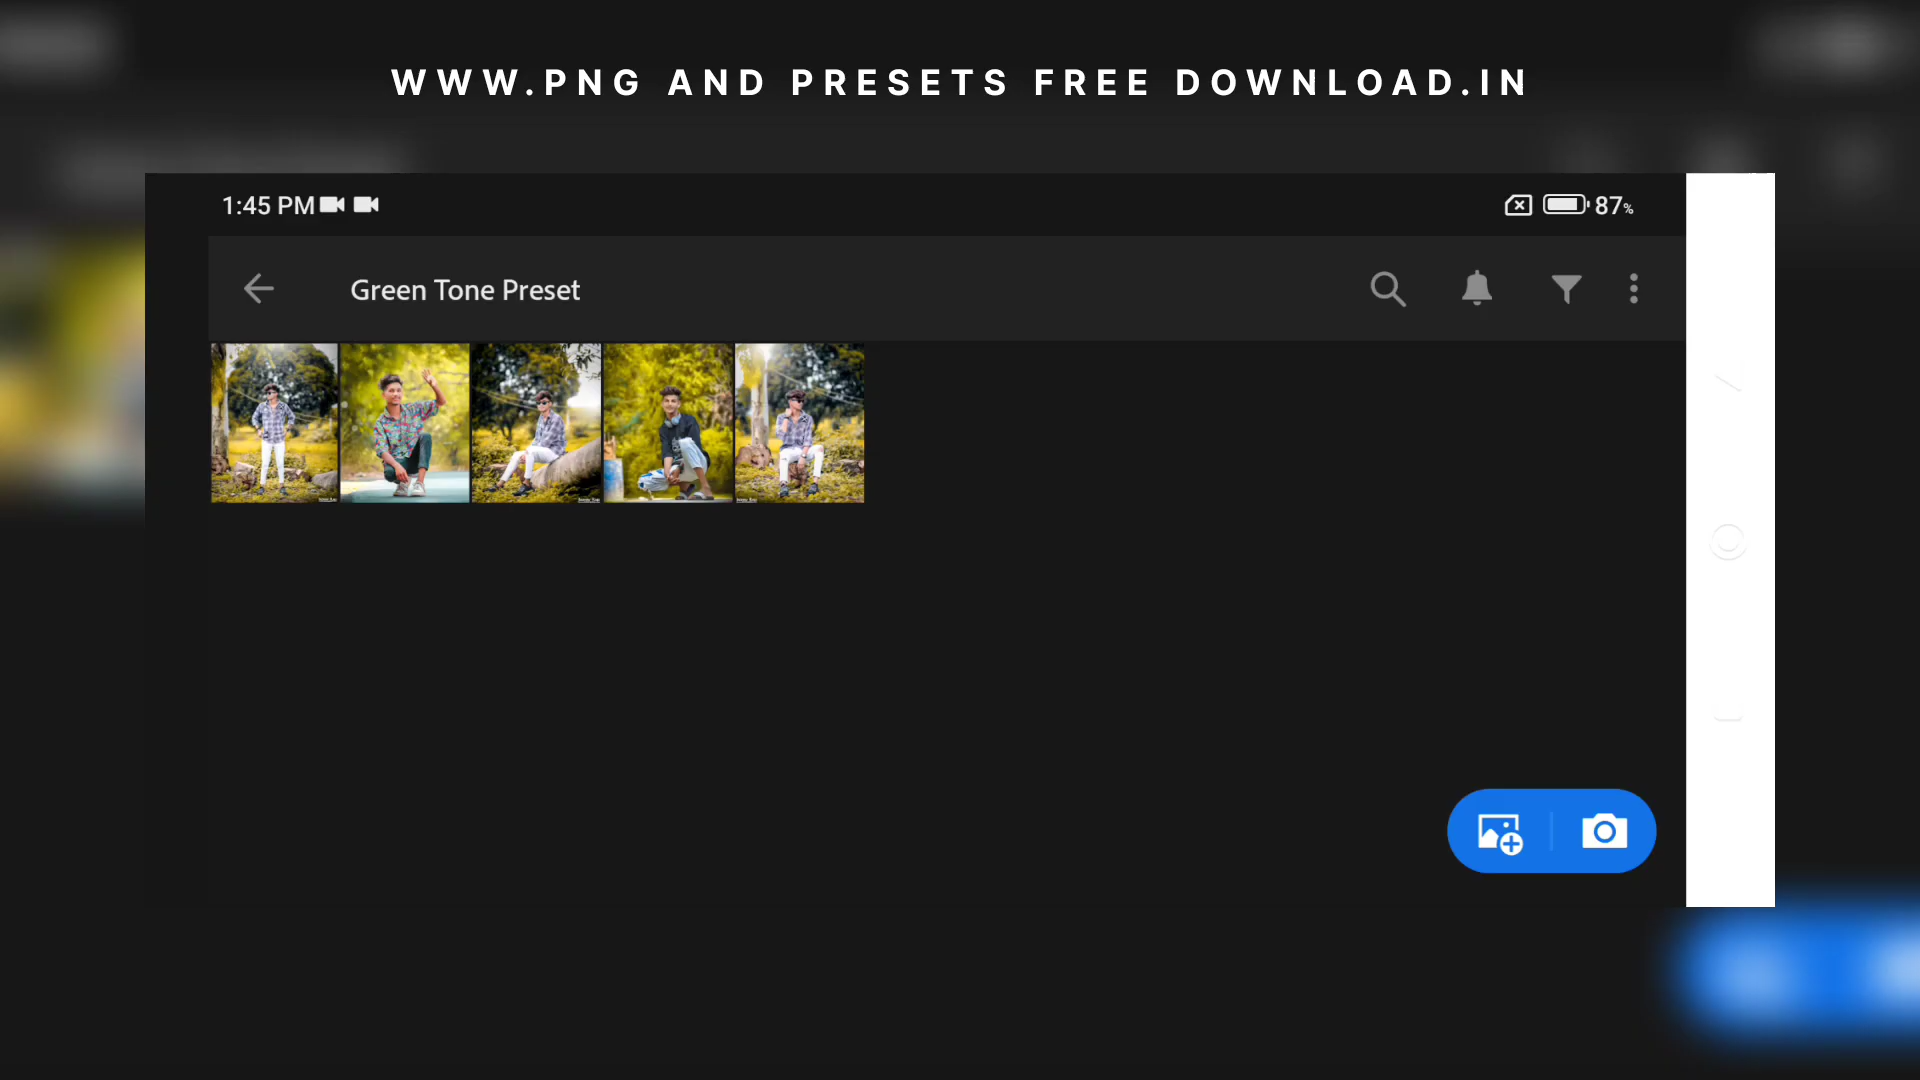 WWW.PNG AND PRESETS FREE DOWNLOAD.IN
1:45 PM
87%
Green Tone Preset